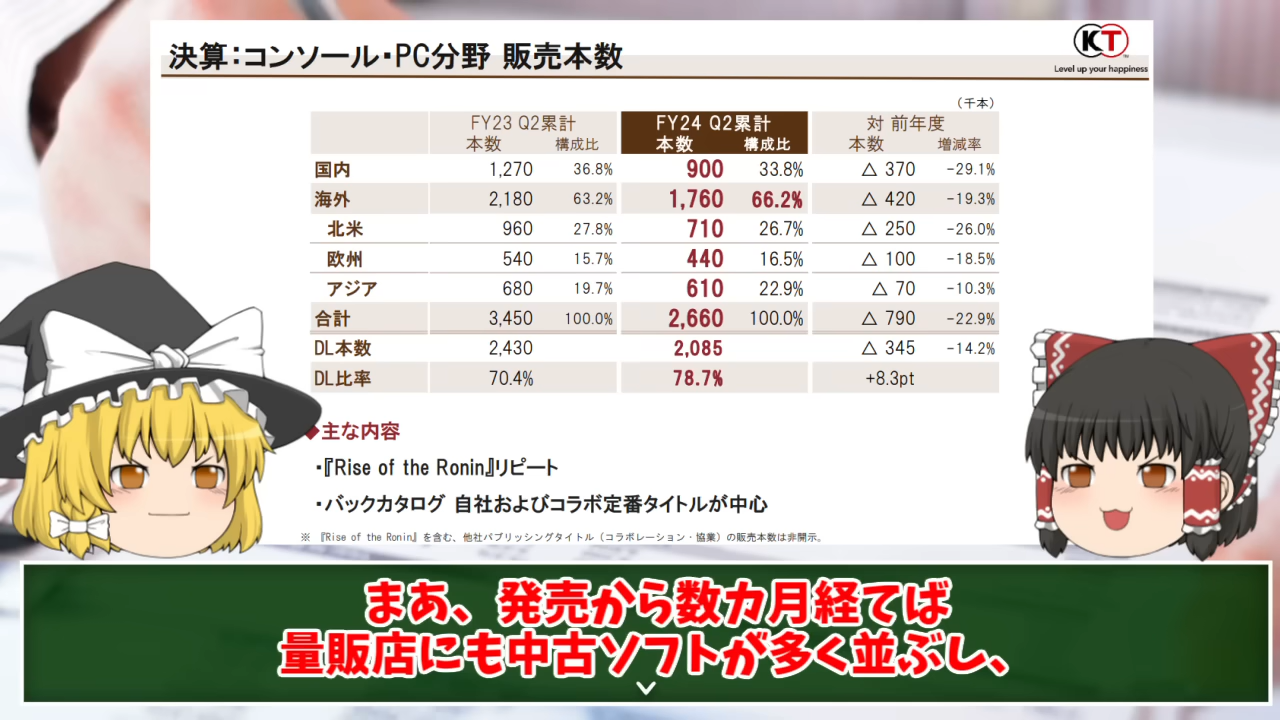 決算：コンソール・PC分野 販売本数
KT
Level up your happiness
（千本）
FY23 Q2累計 FY24 Q2累計 対 前年度
本数 構成比 本数 構成比 本数 増減率
国内 1,270 36.8% 900 33.8% △ 370 -29.1%
海外 2,180 63.2% 1,760 66.2% △ 420 -19.3%
北米 960 27.8% 710 26.7% △ 250 -26.0%
欧州 540 15.7% 440 16.5% △ 100 -18.5%
アジア 680 19.7% 610 22.9% △ 70 -10.3%
合計 3,450 100.0% 2,660 100.0% △ 790 -22.9%
DL本数 2,430 2,085 △ 345 -14.2%
DL比率 70.4% 78.7% +8.3pt
◆主な内容
・『Rise of the Ronin』リピート
・バックカタログ 自社およびコラボ定番タイトルが中心
※ 『Rise of the Ronin』を含む、他社パブリッシングタイトル（コラボレーション・協業）の販売本数は非開示。
まあ、発売から数カ月経てば
量販店にも中古ソフトが多く並ぶし、